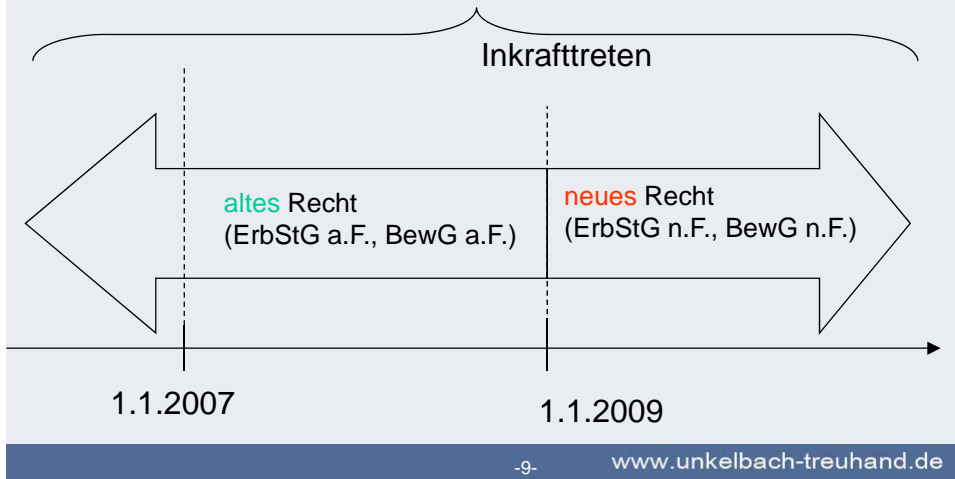 Inkrafttreten
altes Recht
(ErbStG a.F., BewG a.F.)
neues Recht
(ErbStG n.F., BewG n.F.)
1.1.2007
1.1.2009
-9-
www.unkelbach-treuhand.de